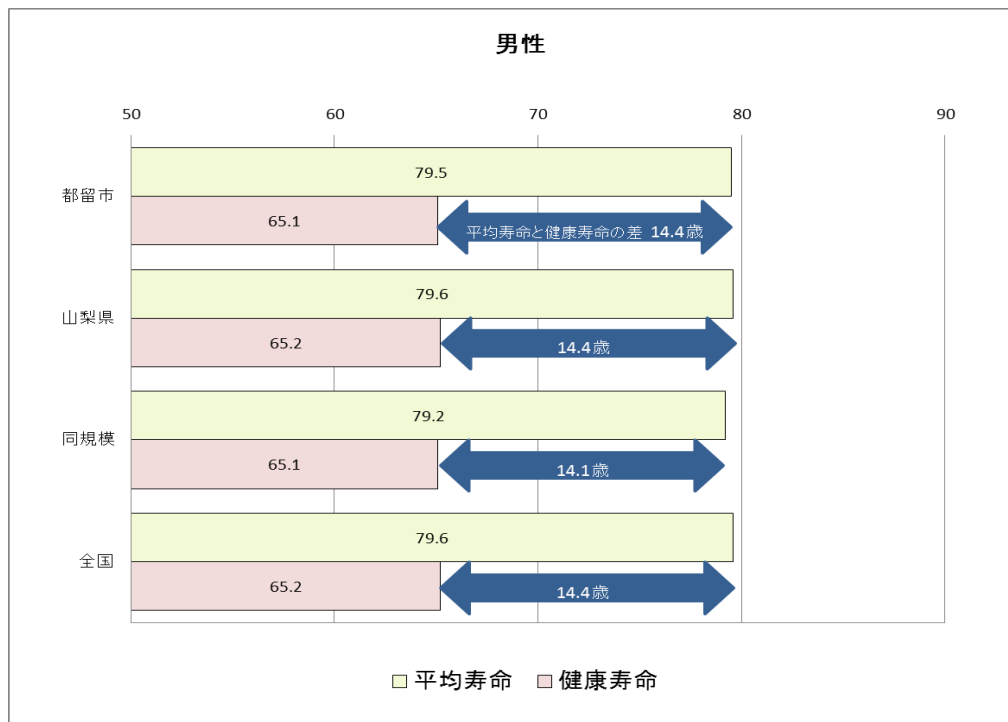 男性
50 60 70 80 90
都留市
79.5
65.1
平均寿命と健康寿命の差 14.4歳
山梨県
79.6
65.2
14.4歳
同規模
79.2
65.1
14.1歳
全国
79.6
65.2
14.4歳
平均寿命 健康寿命